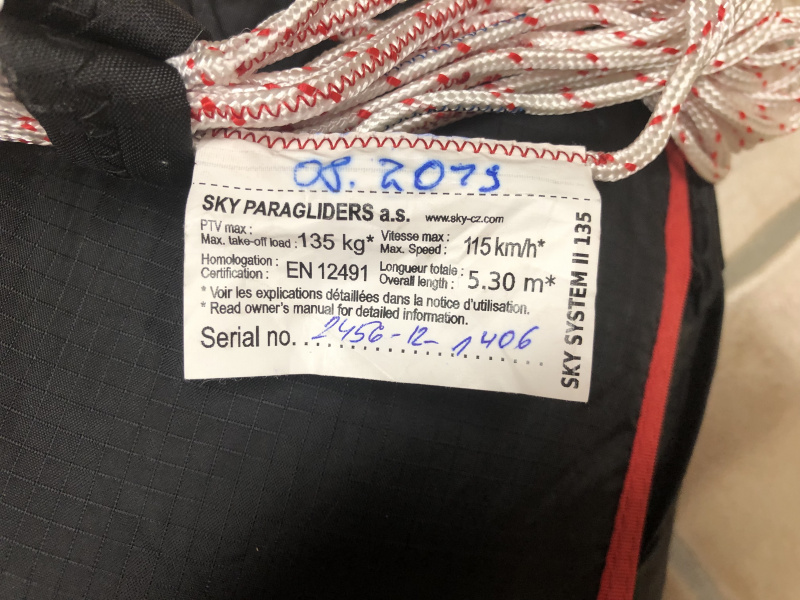 05.2019
SKY PARAGLIDERS a.s. www.sky-cz.com
PTV max :
Max. take-off load : 135 kg*
Vitesse max :
Max. Speed : 115 km/h*
Homologation :
Certification : EN 12491
Longueur totale :
Overall length : 5.30 m*
* Voir les explications détaillées dans la notice d'utilisation.
* Read owner's manual for detailed information.
Serial no. 2456-12-1406
SKY SYSTEM II 135